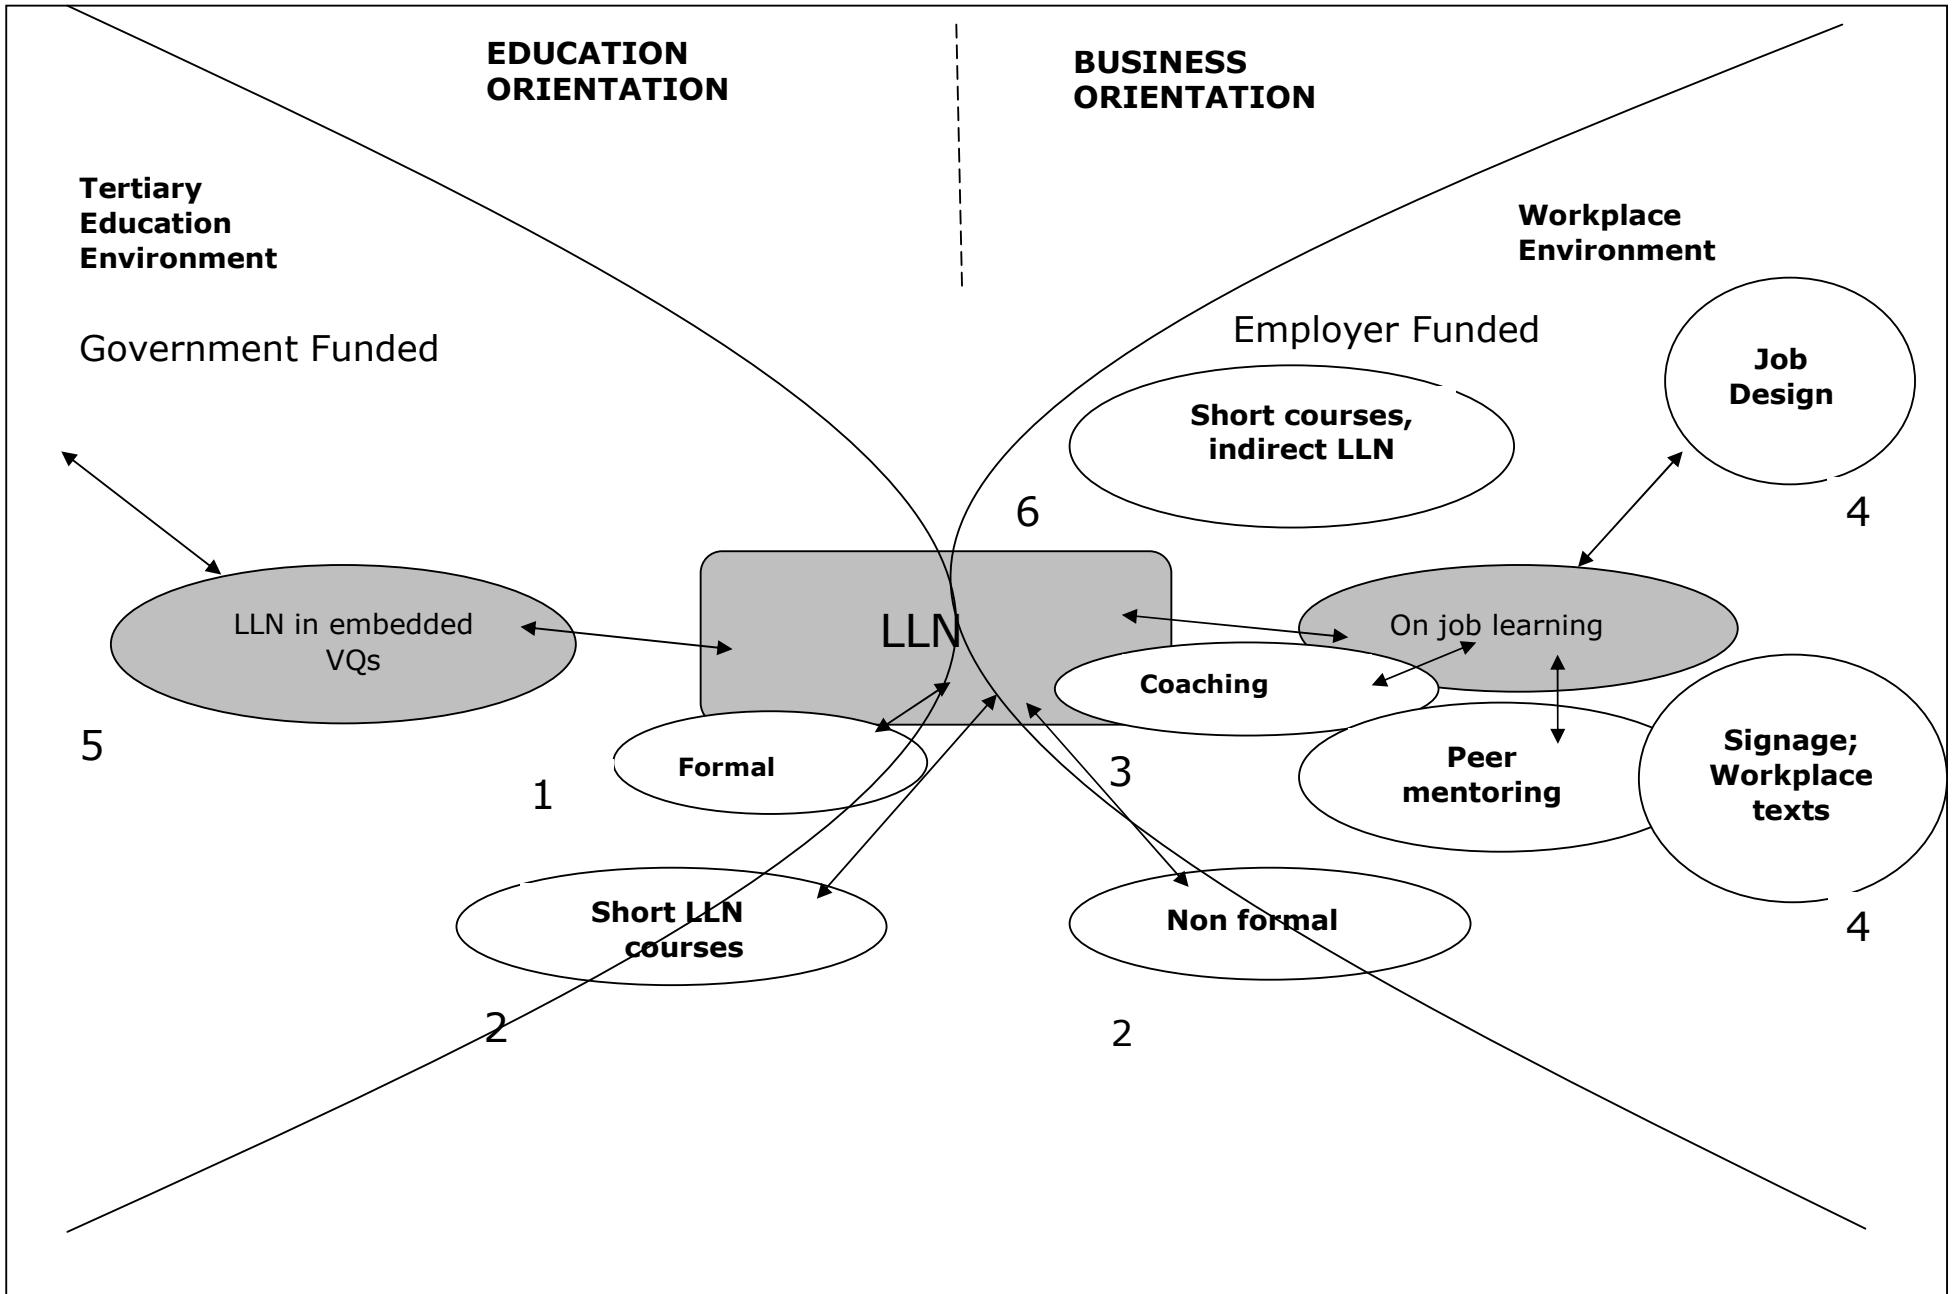 EDUCATION
ORIENTATION
BUSINESS
ORIENTATION
Tertiary
Education
Environment
Workplace
Environment
Government Funded
Employer Funded
Job
Design
Short courses,
indirect LLN
6
4
LLN in embedded
VQs
LLN
On job learning
Coaching
5
Formal
1
3
Peer
mentoring
Signage;
Workplace
texts
Short LLN
courses
Non formal
4
2
2